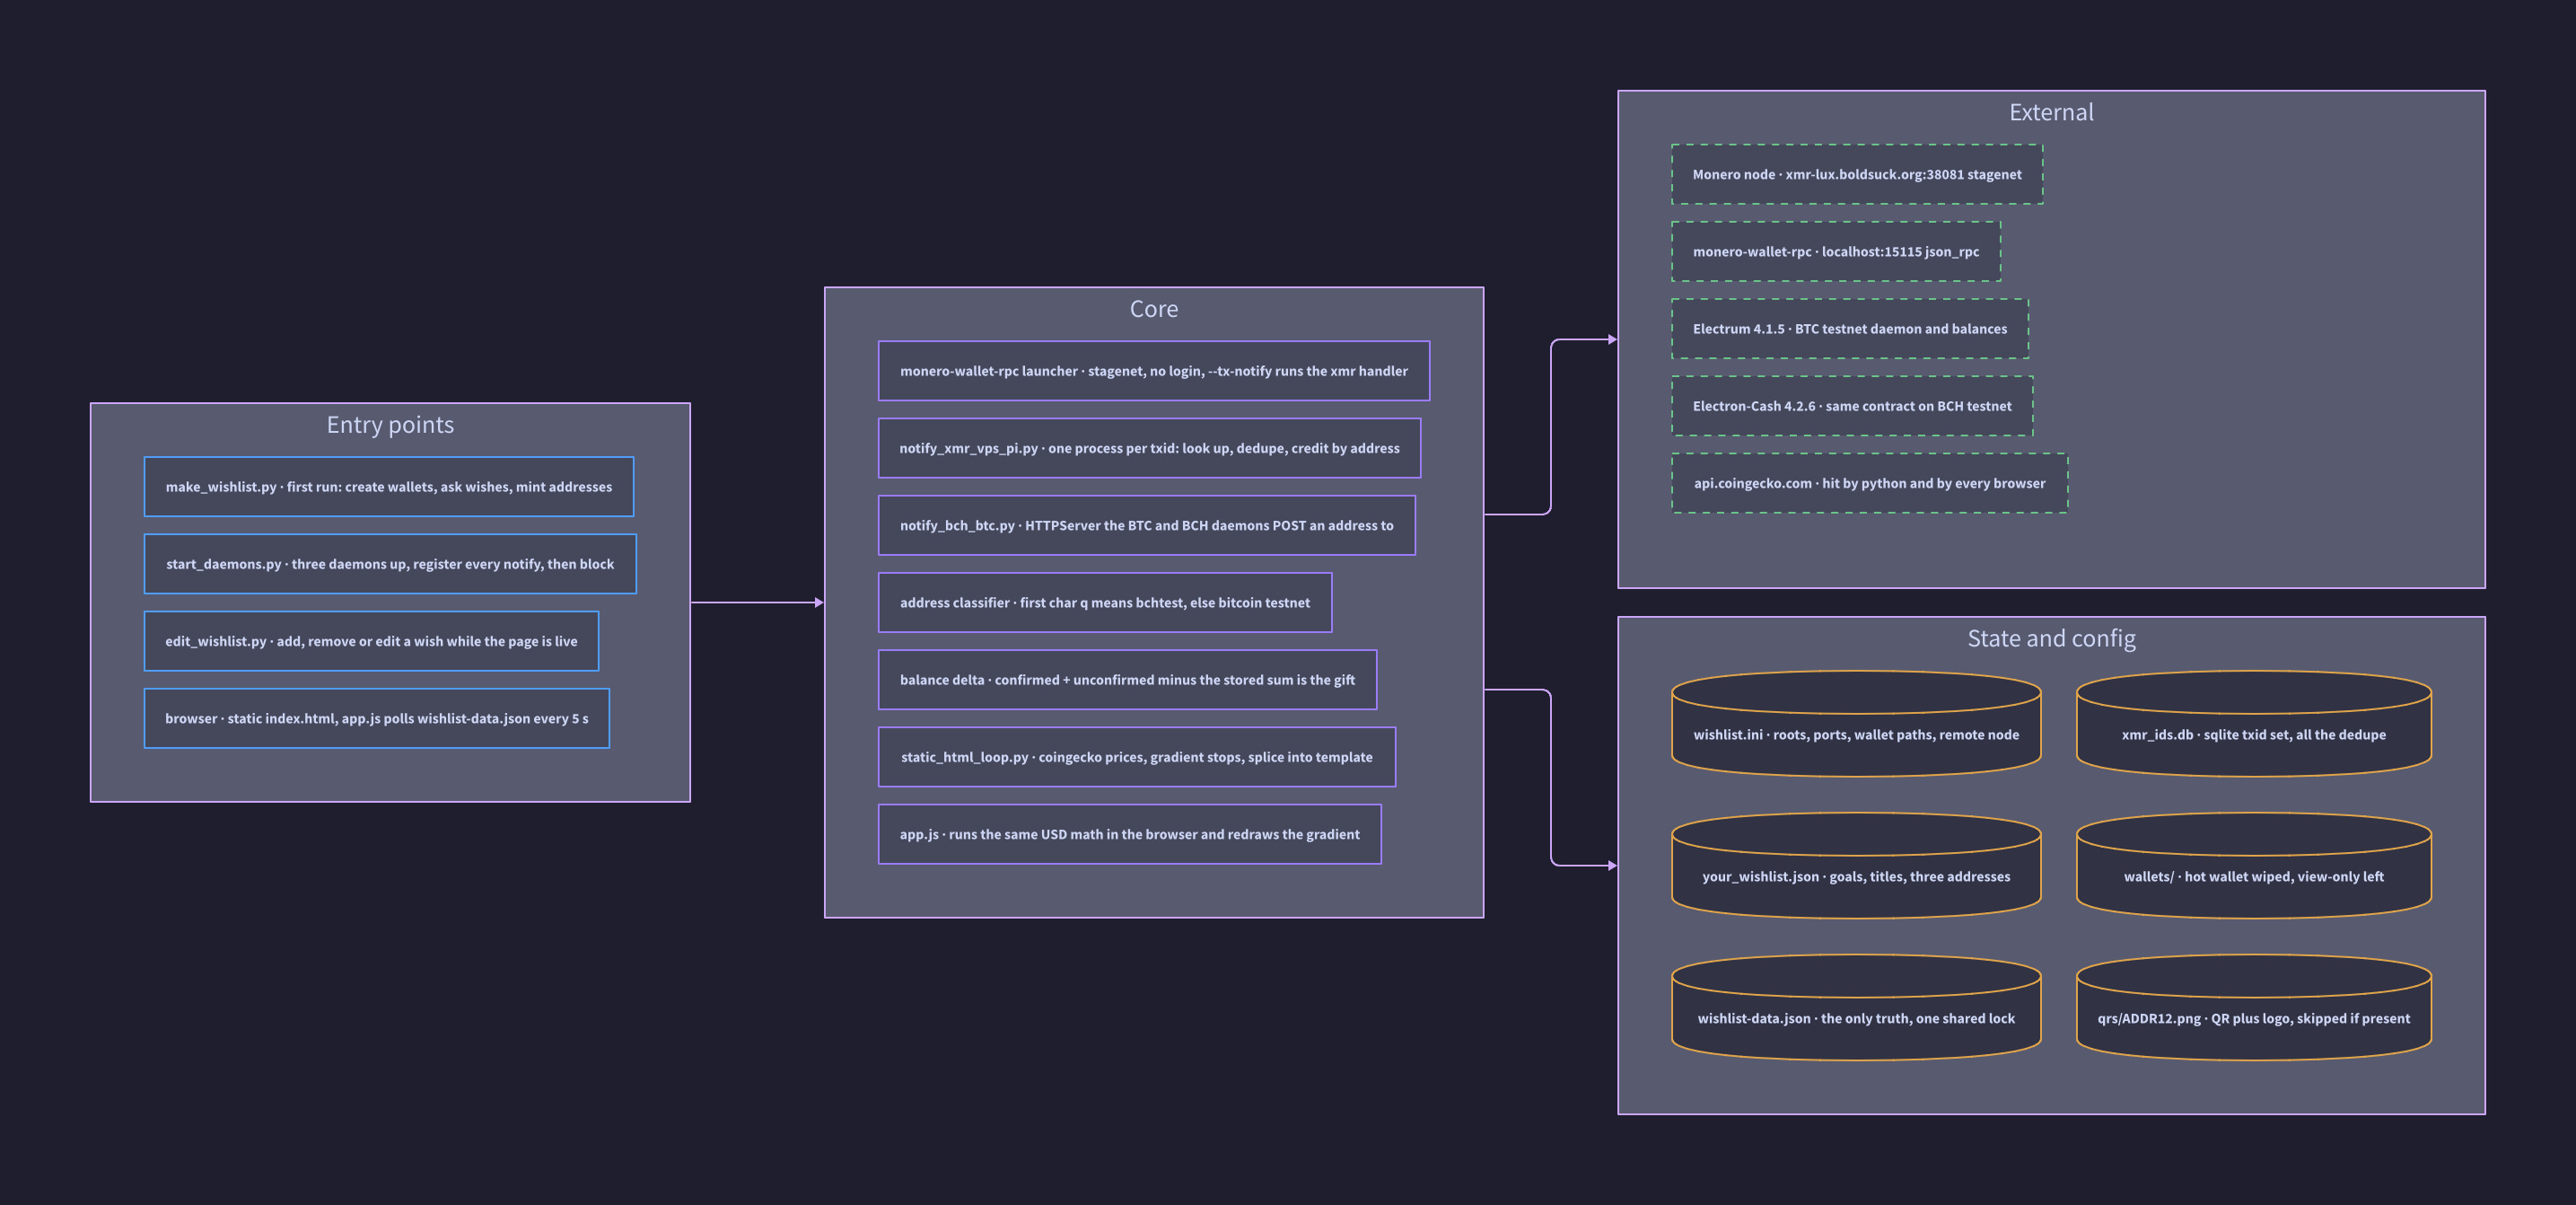 Entry points
make_wishlist.py · first run: create wallets, ask wishes, mint addresses
start_daemons.py · three daemons up, register every notify, then block
edit_wishlist.py · add, remove or edit a wish while the page is live
browser · static index.html, app.js polls wishlist-data.json every 5 s
Core
monero-wallet-rpc launcher · stagenet, no login, --tx-notify runs the xmr handler
notify_xmr_vps_pi.py · one process per txid: look up, dedupe, credit by address
notify_bch_btc.py · HTTPServer the BTC and BCH daemons POST an address to
address classifier · first char q means bchtest, else bitcoin testnet
balance delta · confirmed + unconfirmed minus the stored sum is the gift
static_html_loop.py · coingecko prices, gradient stops, splice into template
app.js · runs the same USD math in the browser and redraws the gradient
External
Monero node · xmr-lux.boldsuck.org:38081 stagenet
monero-wallet-rpc · localhost:15115 json_rpc
Electrum 4.1.5 · BTC testnet daemon and balances
Electron-Cash 4.2.6 · same contract on BCH testnet
api.coingecko.com · hit by python and by every browser
State and config
wishlist.ini · roots, ports, wallet paths, remote node
xmr_ids.db · sqlite txid set, all the dedupe
your_wishlist.json · goals, titles, three addresses
wallets/ · hot wallet wiped, view-only left
wishlist-data.json · the only truth, one shared lock
qrs/ADDR12.png · QR plus logo, skipped if present